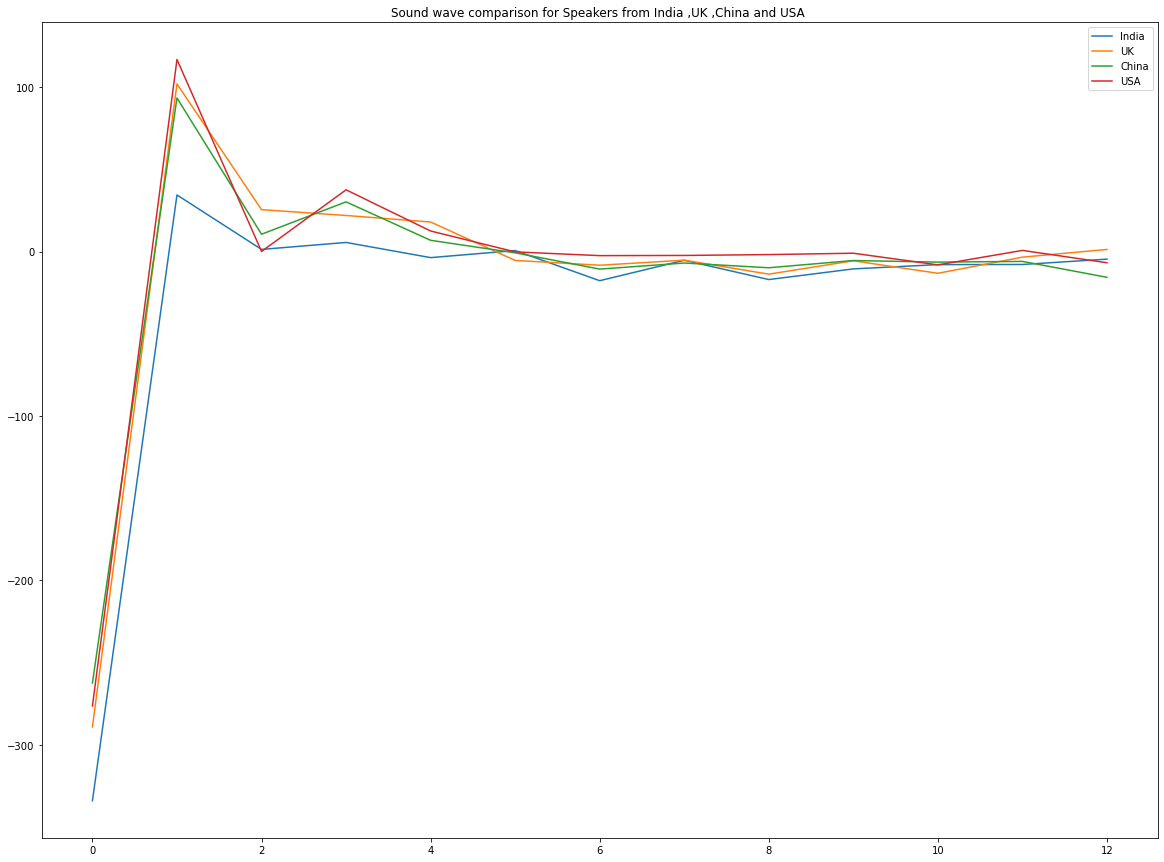 Sound wave comparison for Speakers from India ,UK ,China and USA
India
UK
China
USA
100
0
−100
−200
−300
0 2 4 6 8 10 12